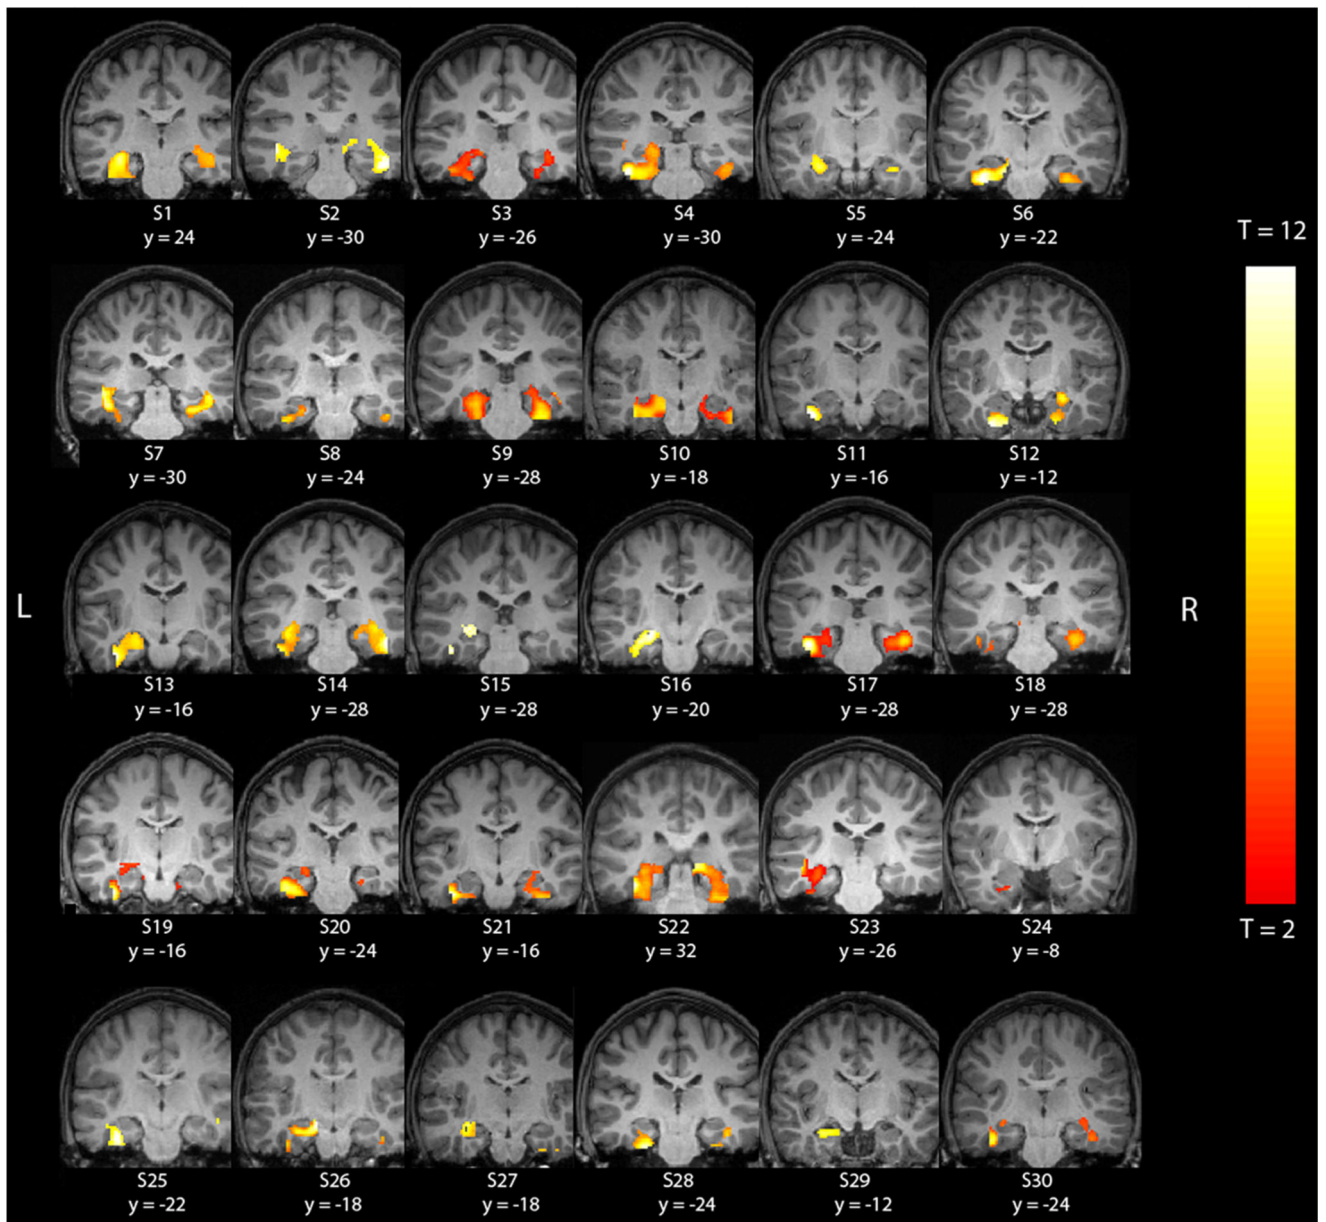 S1 S2 S3 S4 S5 S6
y = 24 y = -30 y = -26 y = -30 y = -24 y = -22
T = 12
S7 S8 S9 S10 S11 S12
y = -30 y = -24 y = -28 y = -18 y = -16 y = -12
L R
S13 S14 S15 S16 S17 S18
y = -16 y = -28 y = -28 y = -20 y = -28 y = -28
S19 S20 S21 S22 S23 S24
y = -16 y = -24 y = -16 y = 32 y = -26 y = -8
T = 2
S25 S26 S27 S28 S29 S30
y = -22 y = -18 y = -18 y = -24 y = -12 y = -24